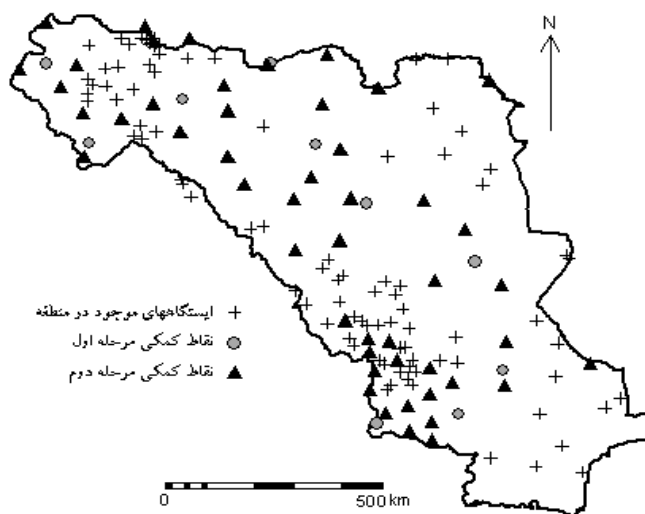 N
ایستگاههای موجود در منطقه
نقاط کمکی مرحله اول
نقاط کمکی مرحله دوم
0 500 km